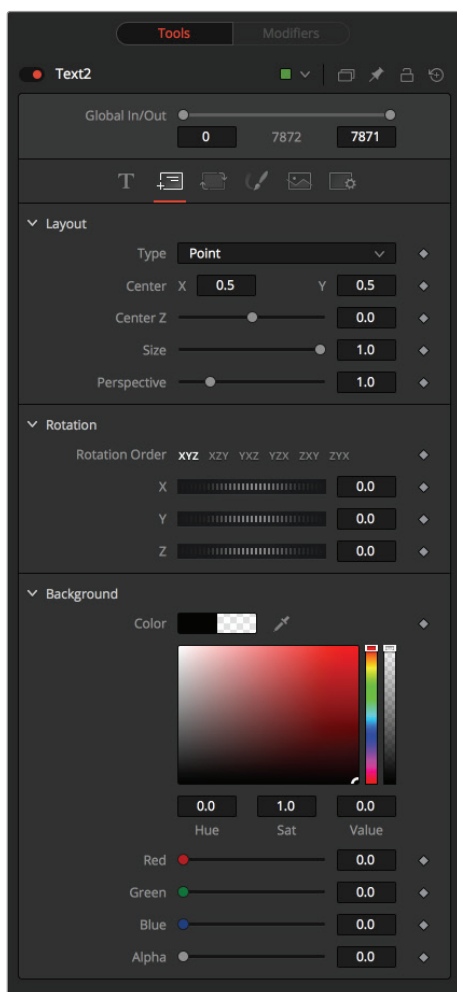 Tools Modifiers
Text2
Global In/Out
0 7872 7871
T
Layout
Type Point
Center X 0.5 Y 0.5
Center Z 0.0
Size 1.0
Perspective 1.0
Rotation
Rotation Order XYZ XZY YXZ YZX ZXY ZYX
X 0.0
Y 0.0
Z 0.0
Background
Color
0.0 1.0 0.0
Hue Sat Value
Red 0.0
Green 0.0
Blue 0.0
Alpha 0.0